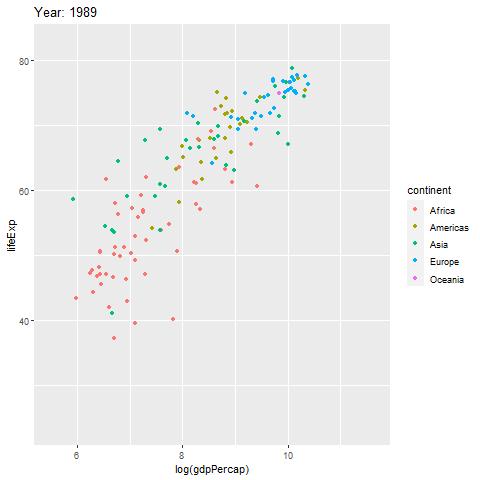 Year: 1989
80
60
40
lifeExp
6
8
10
log(gdpPercap)
continent
Africa
Americas
Asia
Europe
Oceania